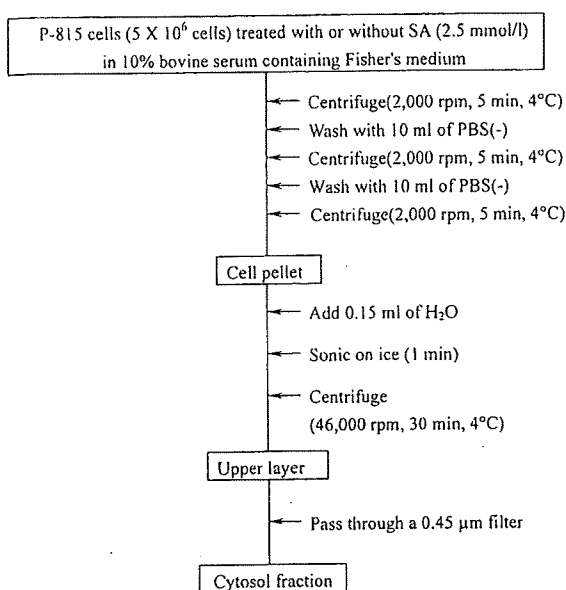 P-815 cells (5 X 10⁶ cells) treated with or without SA (2.5 mmol/l)
in 10% bovine serum containing Fisher's medium
Centrifuge(2,000 rpm, 5 min, 4°C)
Wash with 10 ml of PBS(-)
Centrifuge(2,000 rpm, 5 min, 4°C)
Wash with 10 ml of PBS(-)
Centrifuge(2,000 rpm, 5 min, 4°C)
Cell pellet
Add 0.15 ml of H₂O
Sonic on ice (1 min)
Centrifuge
(46,000 rpm, 30 min, 4°C)
Upper layer
Pass through a 0.45 µm filter
Cytosol fraction